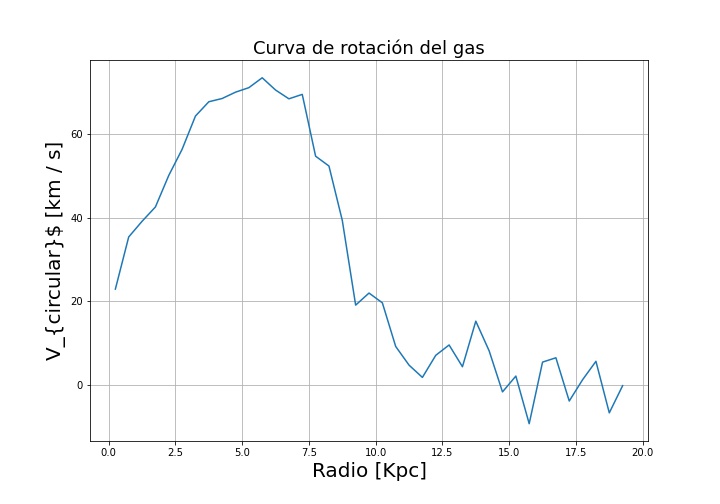 Curva de rotación del gas
V_{circular}$ [km / s]
60
40
20
0
0.0 2.5 5.0 7.5 10.0 12.5 15.0 17.5 20.0
Radio [Kpc]